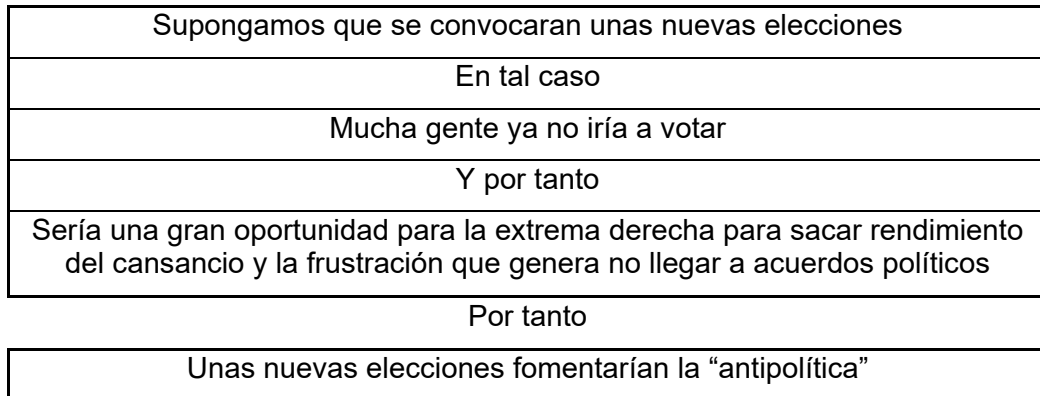 Supongamos que se convocaran unas nuevas elecciones
En tal caso
Mucha gente ya no iría a votar
Y por tanto
Sería una gran oportunidad para la extrema derecha para sacar rendimiento
del cansancio y la frustración que genera no llegar a acuerdos políticos
Por tanto
Unas nuevas elecciones fomentarían la “antipolítica”